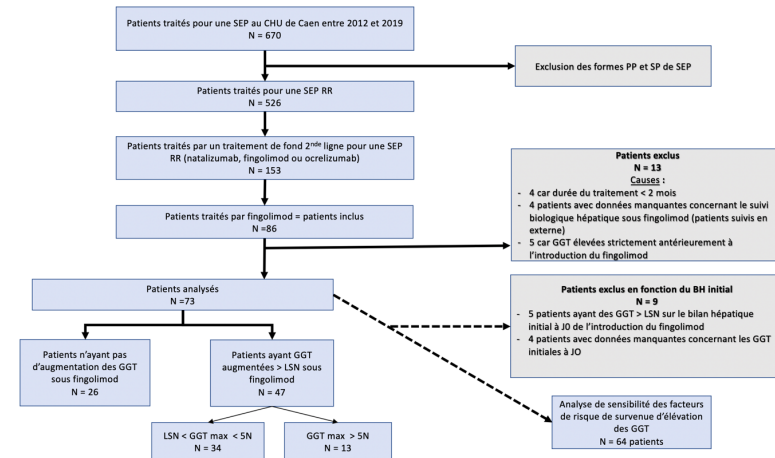 Patients traités pour une SEP au CHU de Caen entre 2012 et 2019
N = 670
Exclusion des formes PP et SP de SEP
Patients traités pour une SEP RR
N = 526
Patients traités par un traitement de fond 2nde ligne pour une SEP
RR (natalizumab, fingolimod ou ocrelizumab)
N = 153
Patients exclus
N = 13
Causes :
- 4 car durée du traitement < 2 mois
- 4 patients avec données manquantes concernant le suivi
biologique hépatique sous fingolimod (patients suivis en
externe)
- 5 car GGT élevées strictement antérieurement à
l'introduction du fingolimod
Patients traités par fingolimod = patients inclus
N =86
Patients analysés
N =73
Patients exclus en fonction du BH initial
N = 9
- 5 patients ayant des GGT > LSN sur le bilan hépatique
initial à J0 de l'introduction du fingolimod
- 4 patients avec données manquantes concernant les GGT
initiales à JO
Patients n'ayant pas
d'augmentation des GGT
sous fingolimod
N = 26
Patients ayant GGT
augmentées > LSN sous
fingolimod
N = 47
Analyse de sensibilité des facteurs
de risque de survenue d'élévation
des GGT
N = 64 patients
LSN < GGT max < 5N
N = 34
GGT max > 5N
N = 13